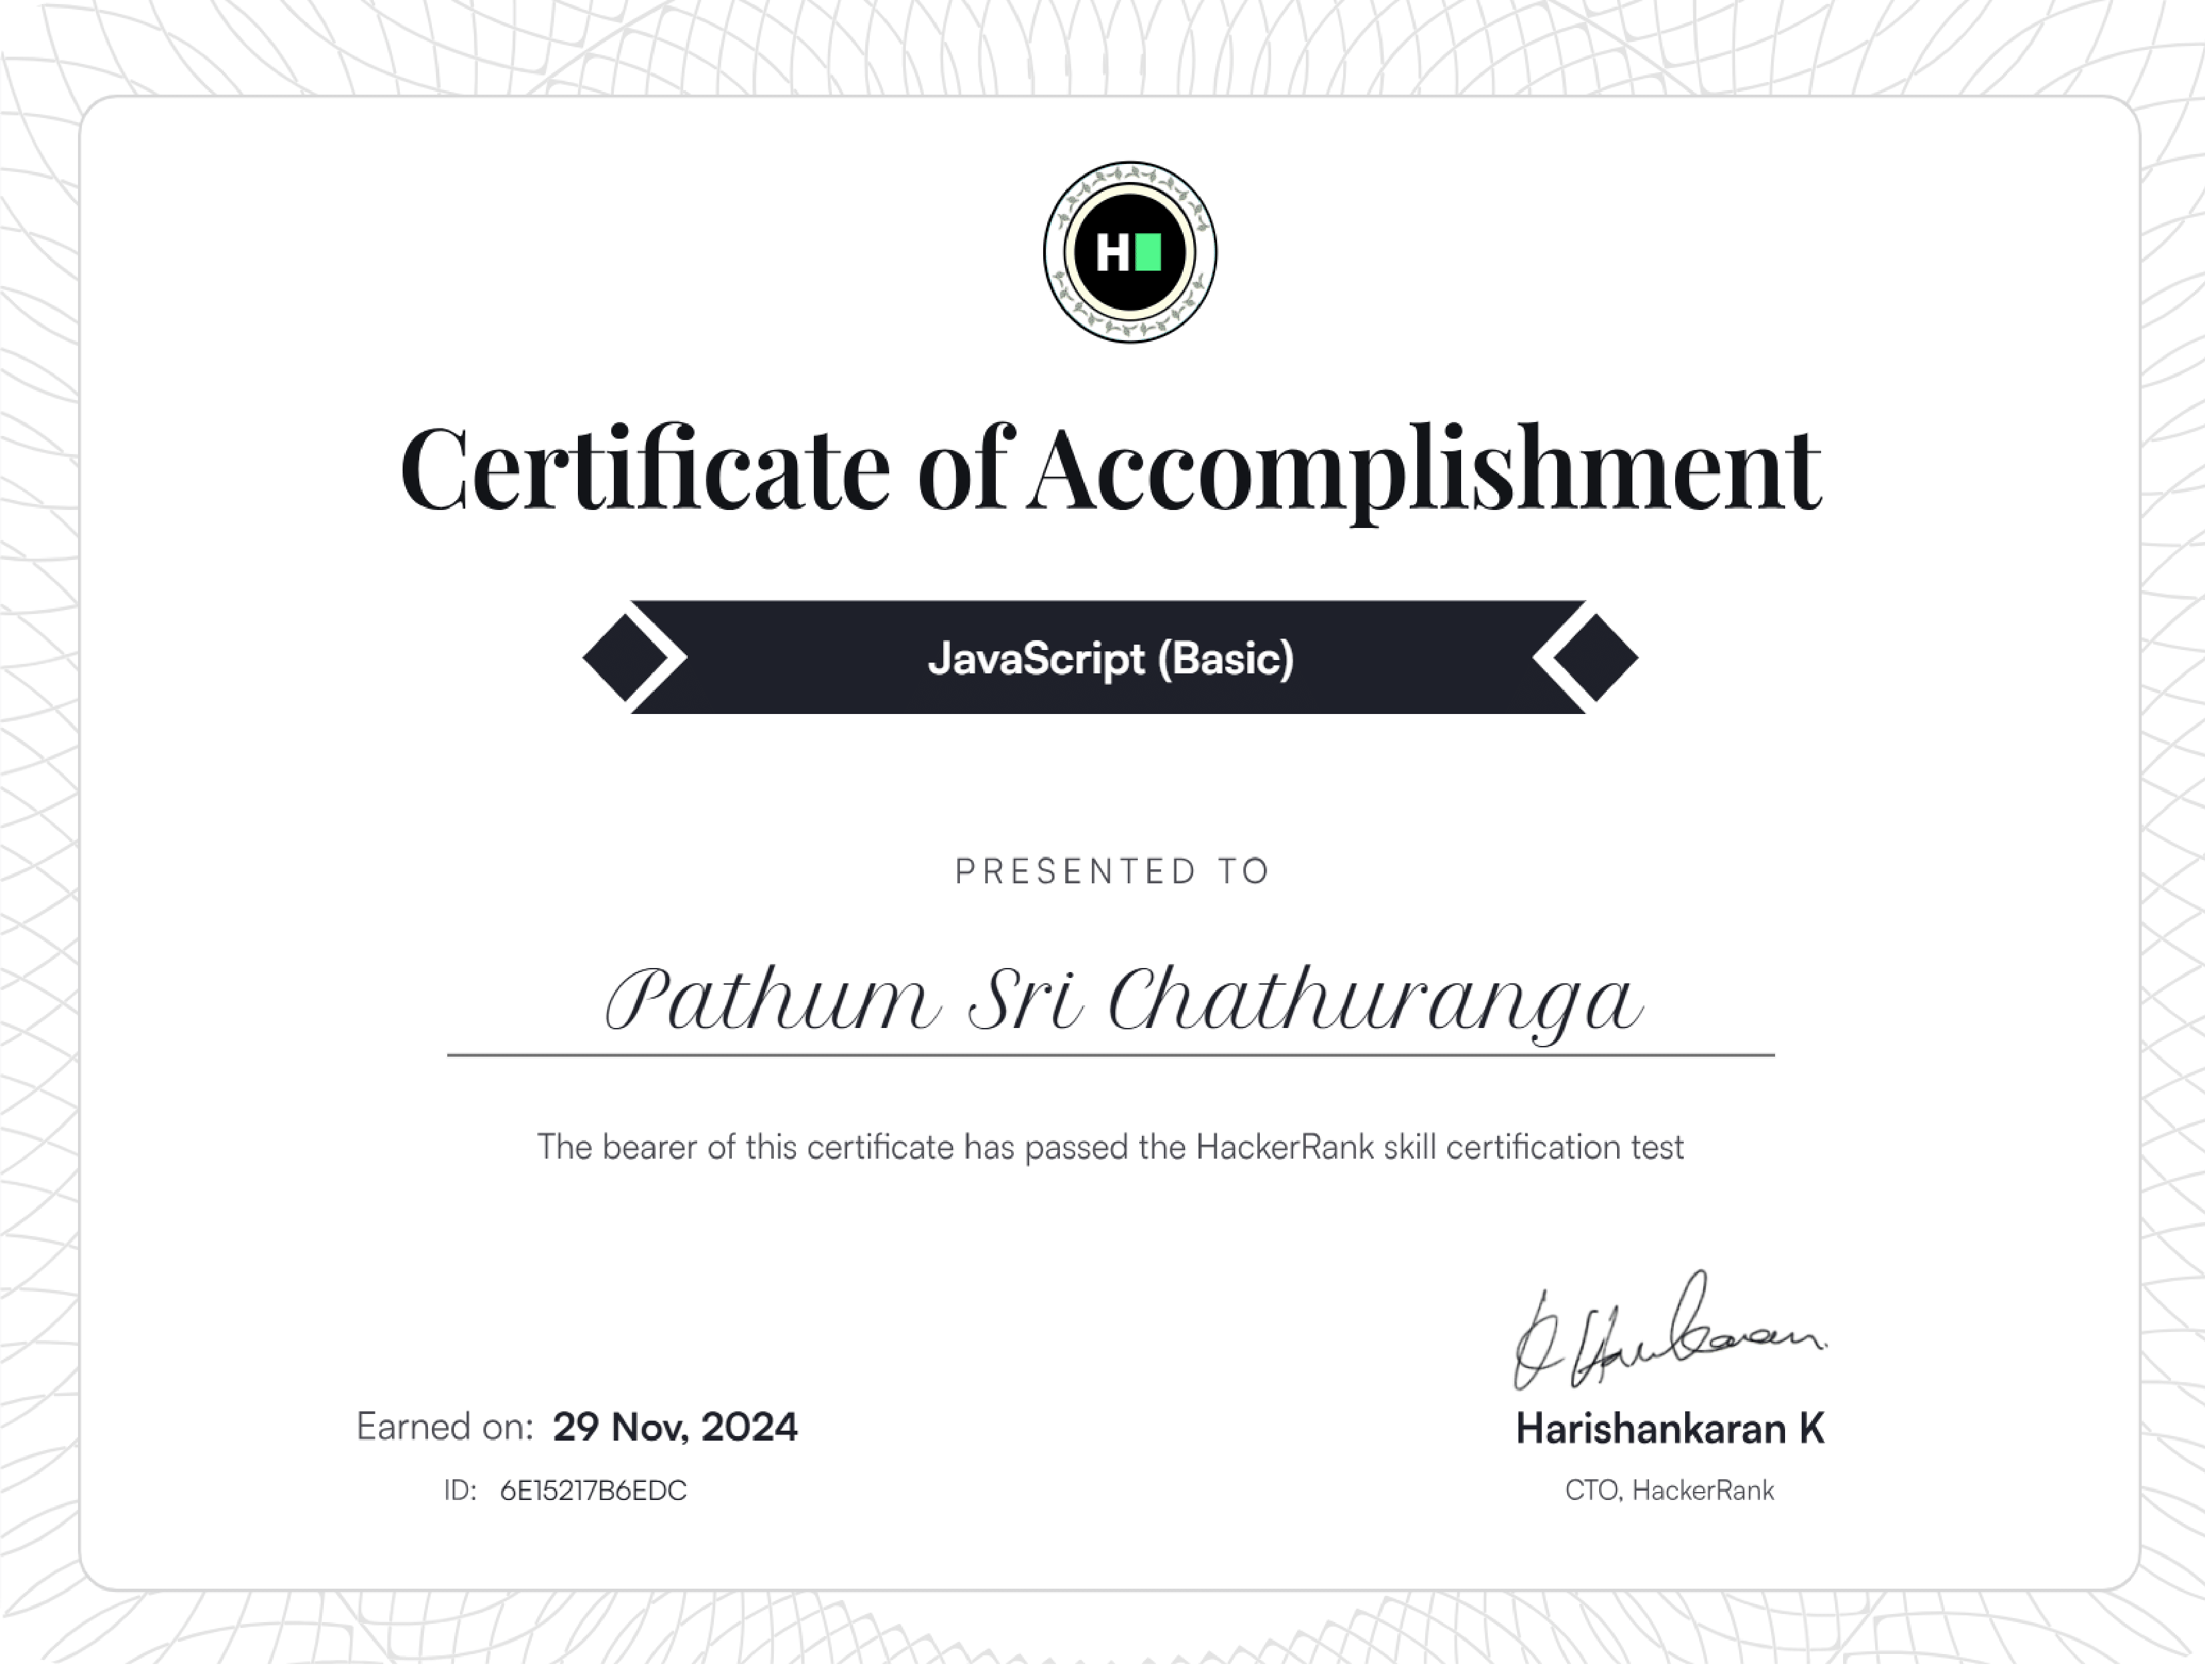 H
Certificate of Accomplishment
JavaScript (Basic)
PRESENTED TO
Pathum Sri Chathuranga
The bearer of this certificate has passed the HackerRank skill certification test
K Harikaran.
Earned on: 29 Nov, 2024
Harishankaran K
ID: 6E15217B6EDC
CTO, HackerRank